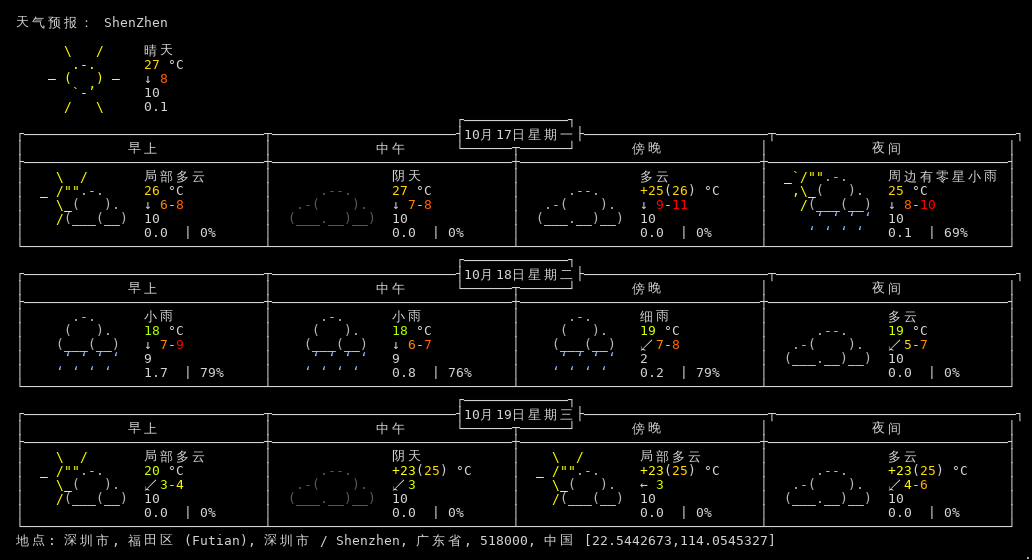 天气预报： ShenZhen
晴天
27 °C
↓ 8
10
0.1
10月17日星期一
早上 中午 傍晚 夜间
局部多云 阴天 多云 周边有零星小雨
26 °C 27 °C +25(26) °C 25 °C
↓ 6-8 ↓ 7-8 ↓ 9-11 ↓ 8-10
10 10 10 10
0.0 | 0% 0.0 | 0% 0.0 | 0% 0.1 | 69%
10月18日星期二
早上 中午 傍晚 夜间
小雨 小雨 细雨 多云
18 °C 18 °C 19 °C 19 °C
↓ 7-9 ↓ 6-7 ↙ 7-8 ↙ 5-7
9 9 2 10
1.7 | 79% 0.8 | 76% 0.2 | 79% 0.0 | 0%
10月19日星期三
早上 中午 傍晚 夜间
局部多云 阴天 局部多云 多云
20 °C +23(25) °C +23(25) °C +23(25) °C
↙ 3-4 ↙ 3 ← 3 ↙ 4-6
10 10 10 10
0.0 | 0% 0.0 | 0% 0.0 | 0% 0.0 | 0%
地点: 深圳市, 福田区 (Futian), 深圳市 / Shenzhen, 广东省, 518000, 中国 [22.5442673,114.0545327]